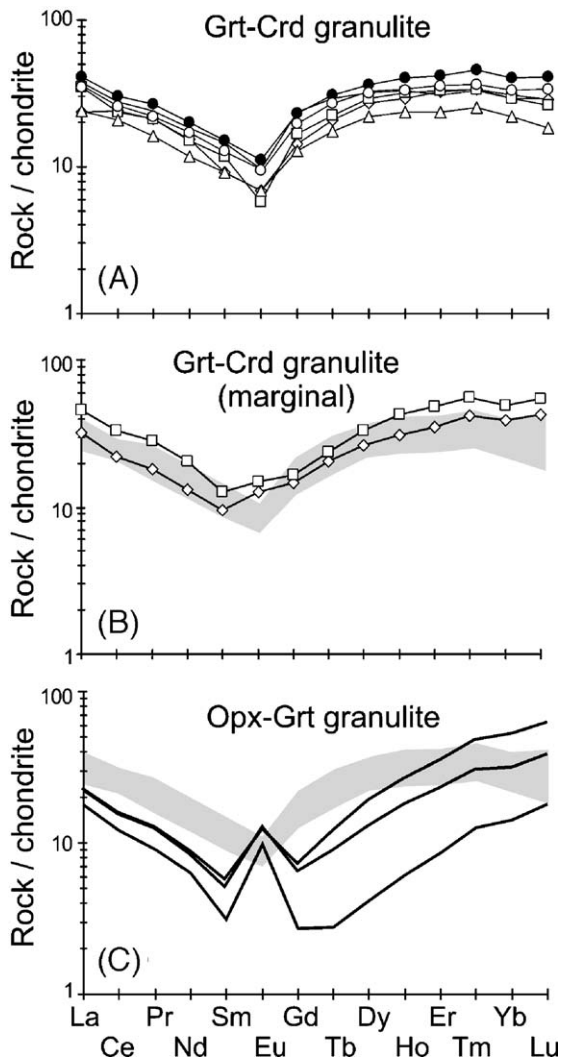 100
Grt-Crd granulite
10
Rock / chondrite
(A)
1
100
Grt-Crd granulite
(marginal)
10
Rock / chondrite
(B)
1
100
Opx-Grt granulite
10
Rock / chondrite
(C)
1
La Pr Sm Gd Dy Er Yb
Ce Nd Eu Tb Ho Tm Lu